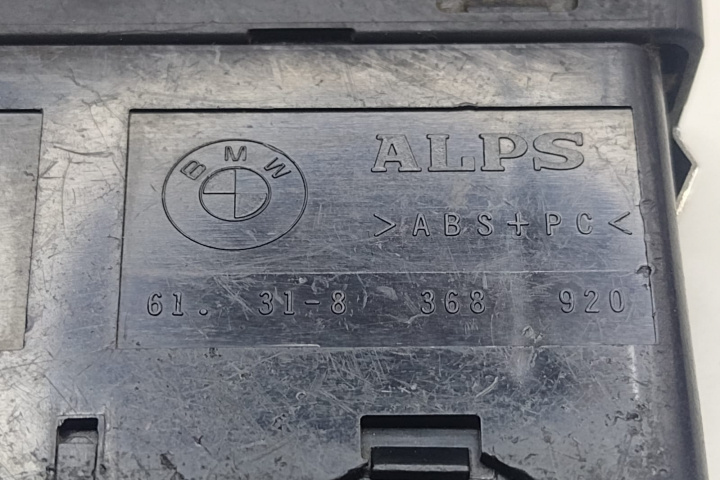 BMW
ALPS
>ABS+PC<
61. 31-8 368 920